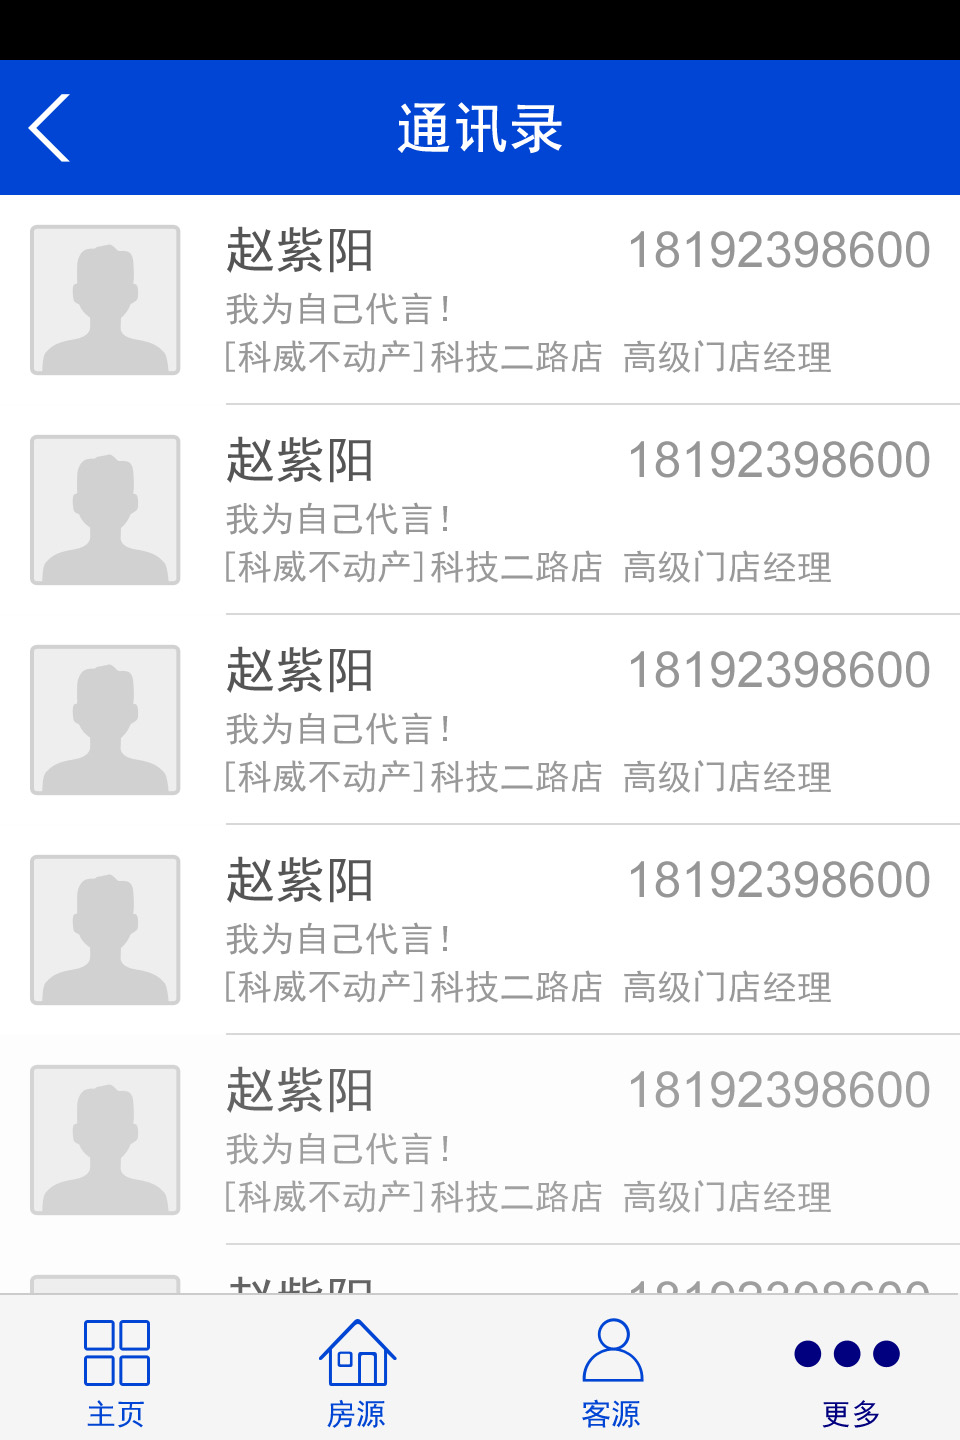 通讯录
赵紫阳 18192398600
我为自己代言！
[科威不动产]科技二路店 高级门店经理
赵紫阳 18192398600
我为自己代言！
[科威不动产]科技二路店 高级门店经理
赵紫阳 18192398600
我为自己代言！
[科威不动产]科技二路店 高级门店经理
赵紫阳 18192398600
我为自己代言！
[科威不动产]科技二路店 高级门店经理
赵紫阳 18192398600
我为自己代言！
[科威不动产]科技二路店 高级门店经理
主页 房源 客源 更多